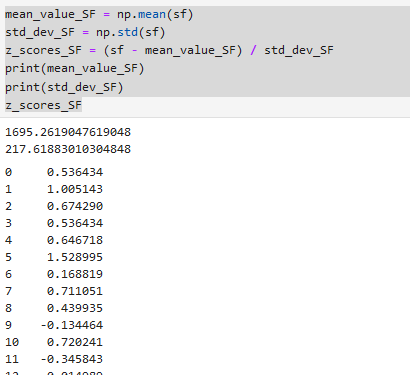 mean_value_SF = np.mean(sf)
std_dev_SF = np.std(sf)
z_scores_SF = (sf - mean_value_SF) / std_dev_SF
print(mean_value_SF)
print(std_dev_SF)
z_scores_SF
1695.2619047619048
217.61883010304848
0 0.536434
1 1.005143
2 0.674290
3 0.536434
4 0.646718
5 1.528995
6 0.168819
7 0.711051
8 0.439935
9 -0.134464
10 0.720241
11 -0.345843